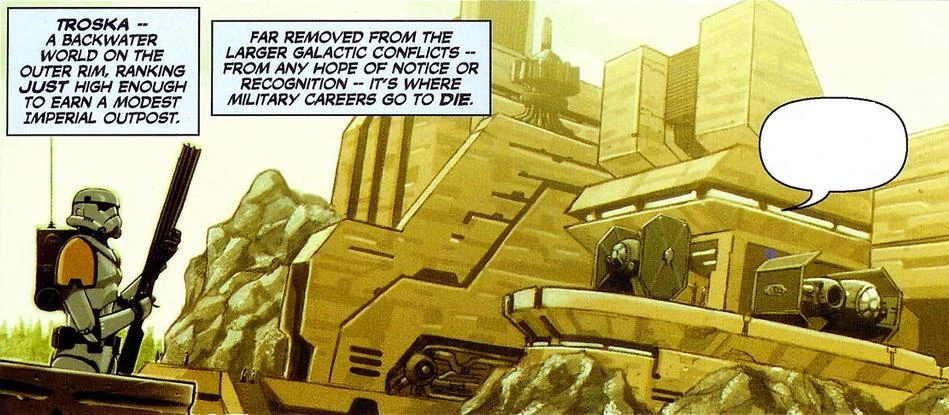 TROSKA --
A BACKWATER
WORLD ON THE
OUTER RIM, RANKING
JUST HIGH ENOUGH
TO EARN A MODEST
IMPERIAL OUTPOST.
FAR REMOVED FROM THE
LARGER GALACTIC CONFLICTS --
FROM ANY HOPE OF NOTICE OR
RECOGNITION -- IT'S WHERE
MILITARY CAREERS GO TO DIE.